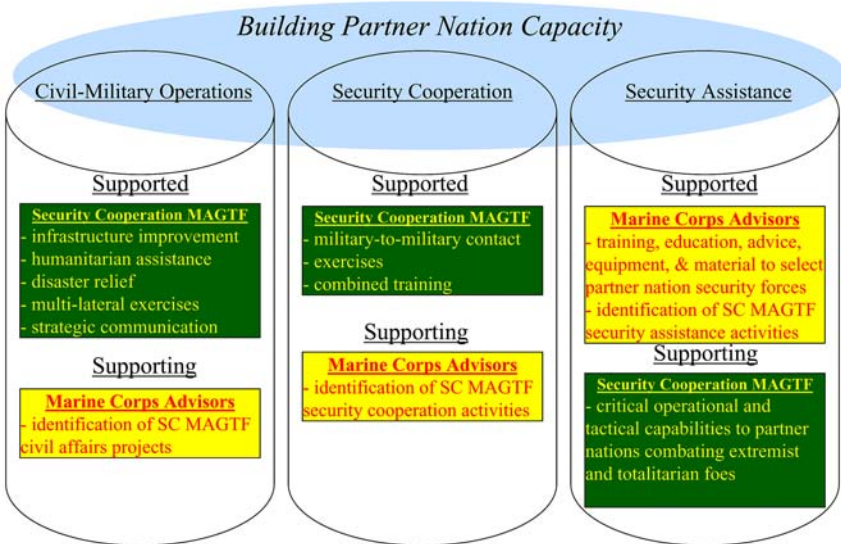 Building Partner Nation Capacity
Civil-Military Operations
Supported
Security Cooperation MAGTF
- infrastructure improvement
- humanitarian assistance
- disaster relief
- multi-lateral exercises
- strategic communication
Supporting
Marine Corps Advisors
- identification of SC MAGTF
civil affairs projects
Security Cooperation
Supported
Security Cooperation MAGTF
- military-to-military contact
- exercises
- combined training
Supporting
Marine Corps Advisors
- identification of SC MAGTF
security cooperation activities
Security Assistance
Supported
Marine Corps Advisors
- training, education, advice,
equipment, & material to select
partner nation security forces
- identification of SC MAGTF
security assistance activities
Supporting
Security Cooperation MAGTF
- critical operational and
tactical capabilities to partner
nations combating extremist
and totalitarian foes